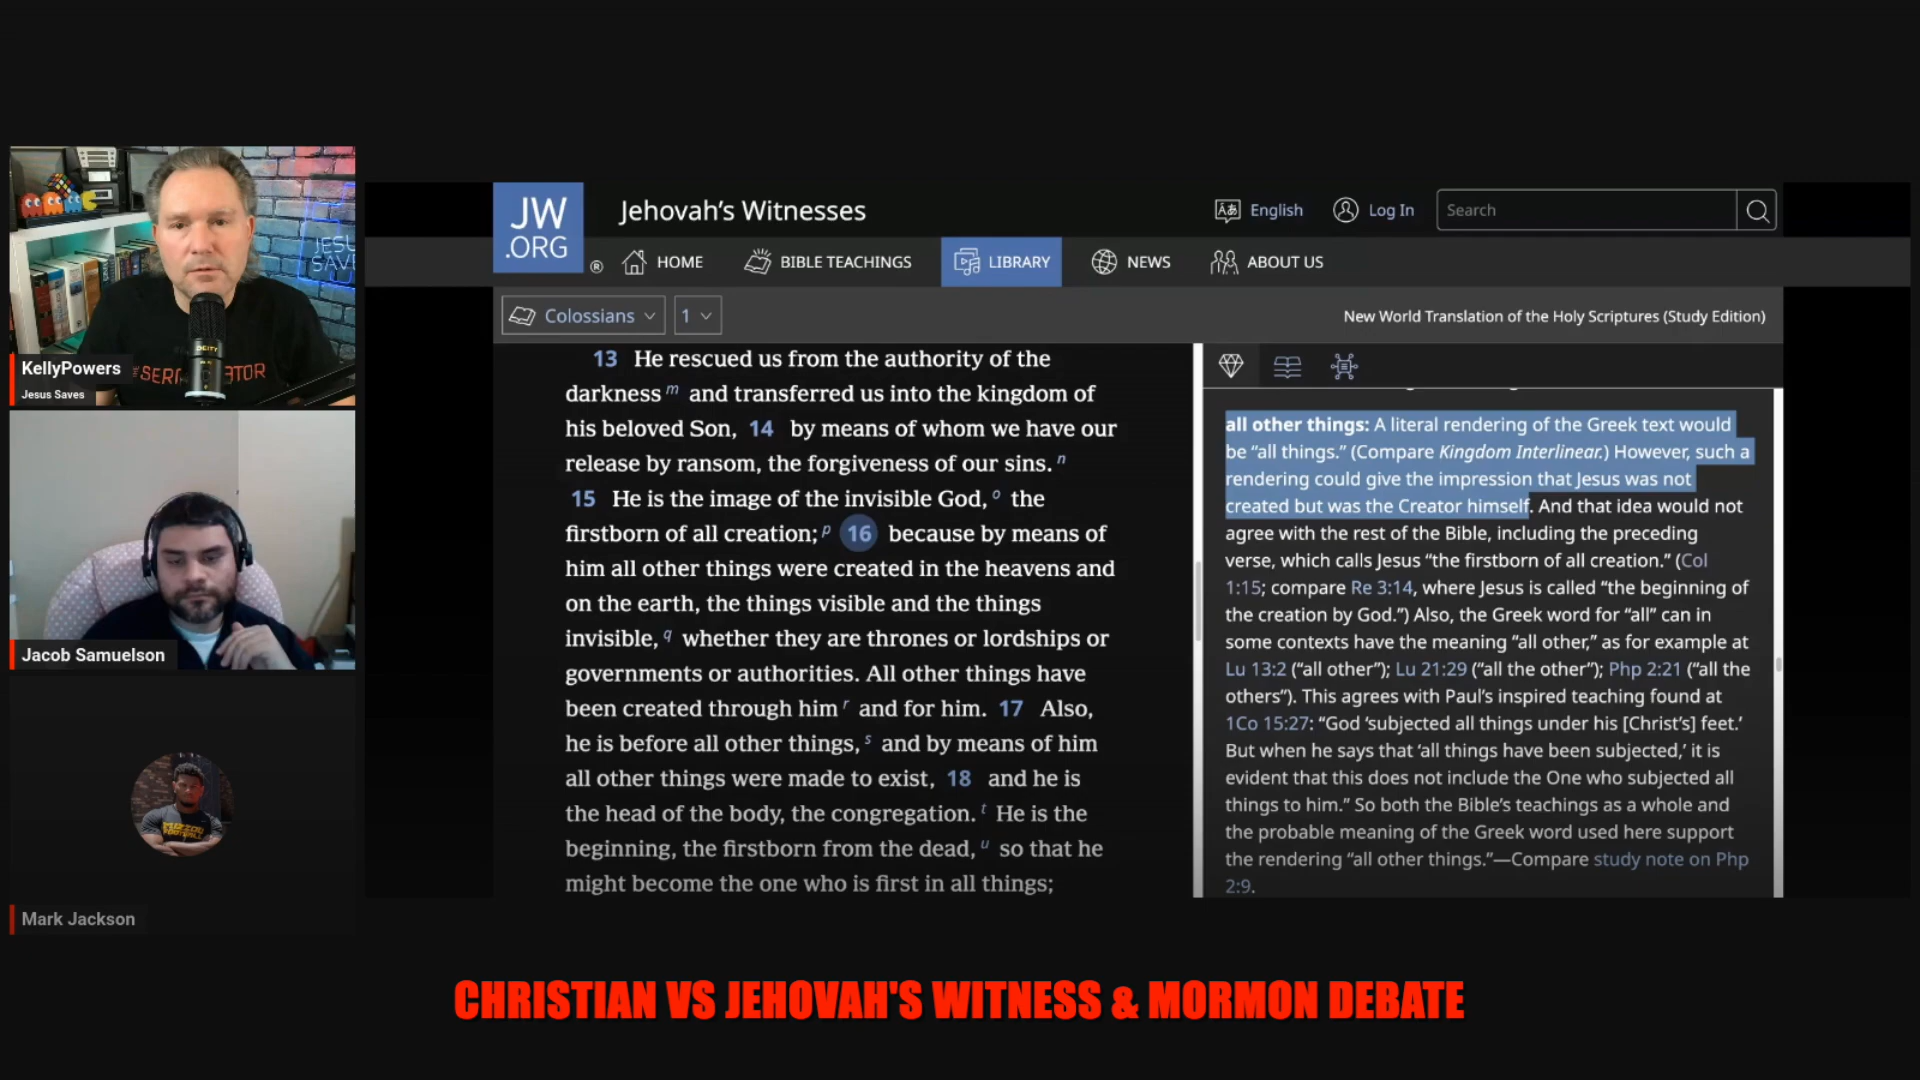 JESU
SAV
KellyPowers
Jesus Saves
DEITY
Jacob Samuelson
MIZZOU
FOOTBALL
Mark Jackson
JW
.ORG
®
Jehovah's Witnesses
English
Log In
Search
HOME
BIBLE TEACHINGS
LIBRARY
NEWS
ABOUT US
Colossians
1
New World Translation of the Holy Scriptures (Study Edition)
13 He rescued us from the authority of the
darkness m and transferred us into the kingdom of
his beloved Son, 14 by means of whom we have our
release by ransom, the forgiveness of our sins. n
15 He is the image of the invisible God, o the
firstborn of all creation; p 16 because by means of
him all other things were created in the heavens and
on the earth, the things visible and the things
invisible, q whether they are thrones or lordships or
governments or authorities. All other things have
been created through him r and for him. 17 Also,
he is before all other things, s and by means of him
all other things were made to exist, 18 and he is
the head of the body, the congregation. t He is the
beginning, the firstborn from the dead, u so that he
might become the one who is first in all things;
all other things: A literal rendering of the Greek text would
be “all things.” (Compare Kingdom Interlinear.) However, such a
rendering could give the impression that Jesus was not
created but was the Creator himself. And that idea would not
agree with the rest of the Bible, including the preceding
verse, which calls Jesus “the firstborn of all creation.” (Col
1:15; compare Re 3:14, where Jesus is called “the beginning of
the creation by God.”) Also, the Greek word for “all” can in
some contexts have the meaning “all other,” as for example at
Lu 13:2 (“all other”); Lu 21:29 (“all the other”); Php 2:21 (“all the
others”). This agrees with Paul’s inspired teaching found at
1Co 15:27: “God ‘subjected all things under his [Christ’s] feet.’
But when he says that ‘all things have been subjected,’ it is
evident that this does not include the One who subjected all
things to him.” So both the Bible’s teachings as a whole and
the probable meaning of the Greek word used here support
the rendering “all other things.”—Compare study note on Php
2:9.
CHRISTIAN VS JEHOVAH'S WITNESS & MORMON DEBATE